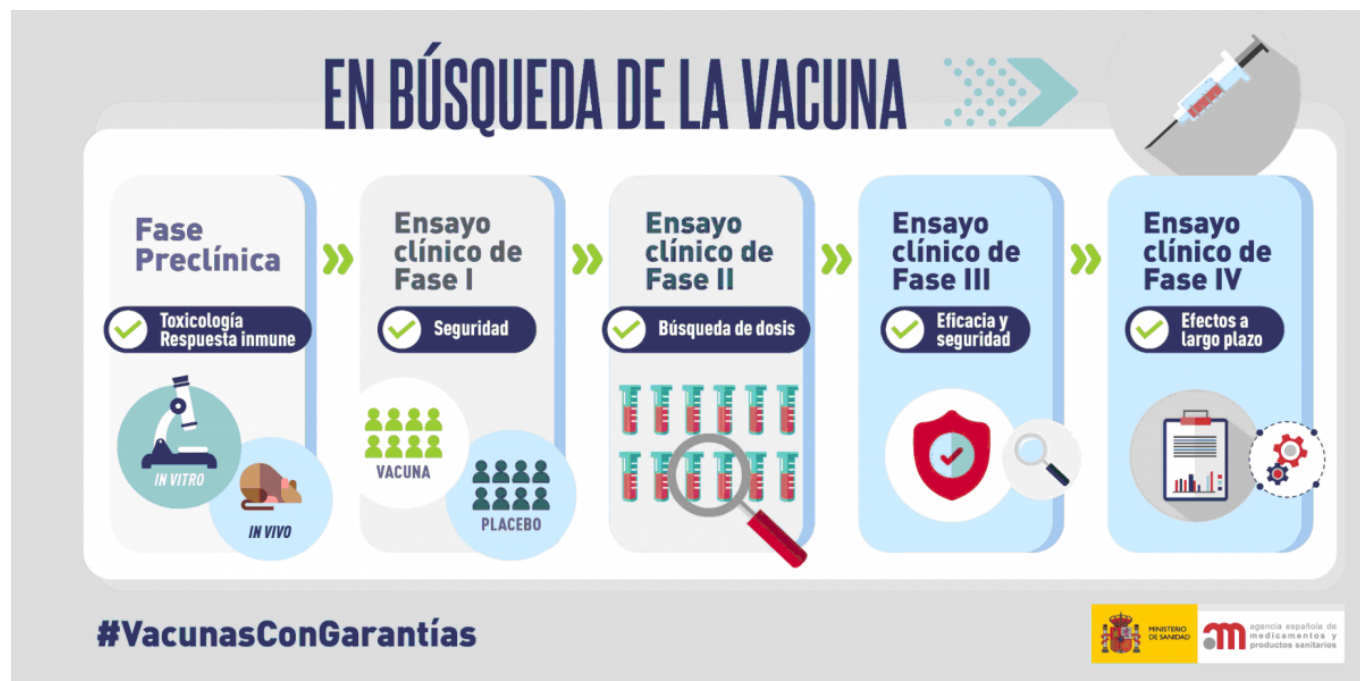 EN BÚSQUEDA DE LA VACUNA
Fase
Preclínica
Toxicología
Respuesta inmune
IN VITRO
IN VIVO
Ensayo
clínico de
Fase I
Seguridad
VACUNA
PLACEBO
Ensayo
clínico de
Fase II
Búsqueda de dosis
Ensayo
clínico de
Fase III
Eficacia y
seguridad
Ensayo
clínico de
Fase IV
Efectos a
largo plazo
#VacunasConGarantías
MINISTERIO
DE SANIDAD
am
agencia española de
medicamentos y
productos sanitarios